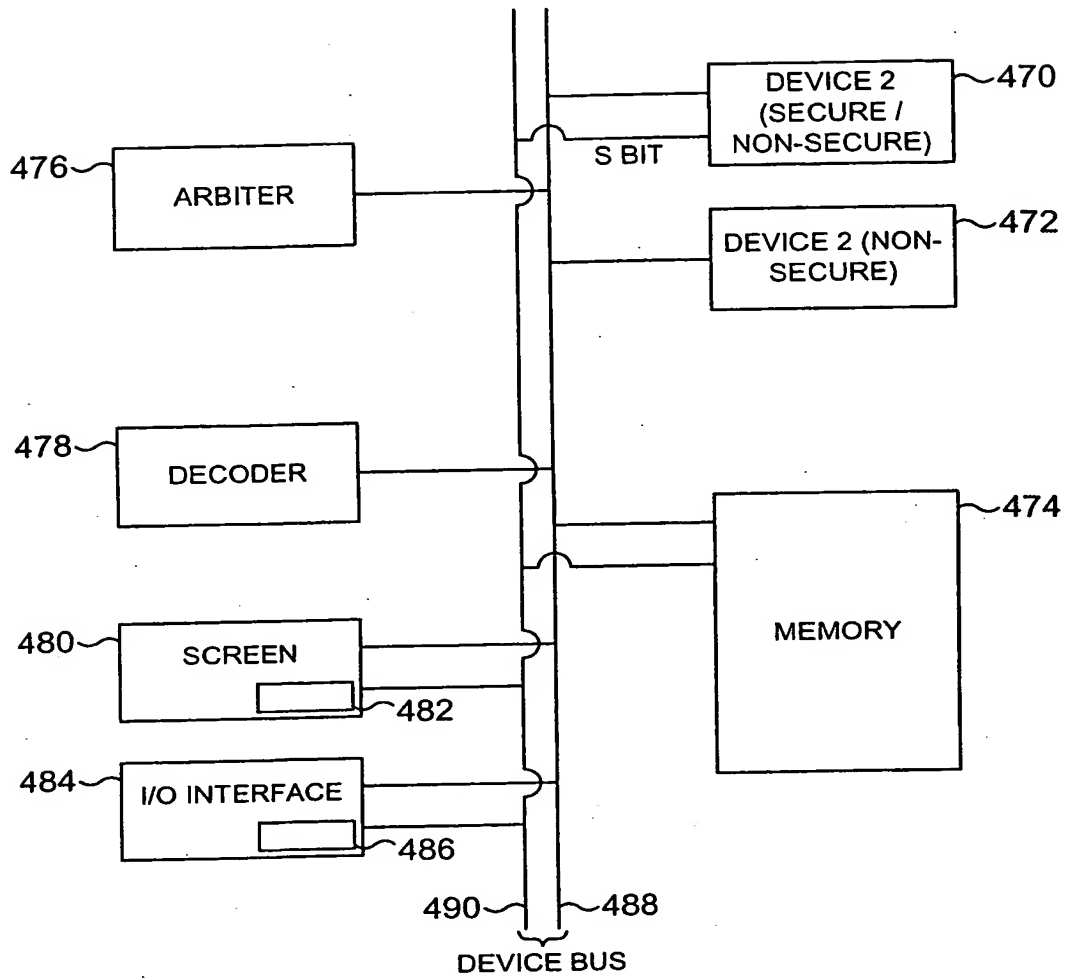 DEVICE 2
(SECURE /
NON-SECURE)
470
S BIT
476
ARBITER
DEVICE 2 (NON-
SECURE)
472
478
DECODER
474
MEMORY
480
SCREEN
482
484
I/O INTERFACE
486
490
488
DEVICE BUS